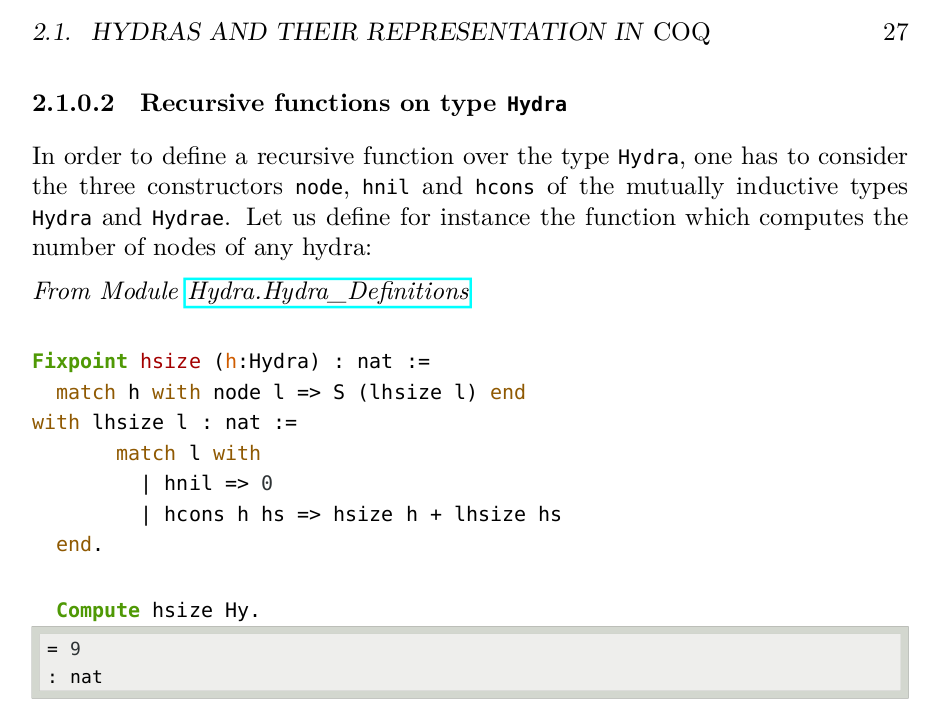 2.1. HYDRAS AND THEIR REPRESENTATION IN COQ 27
2.1.0.2 Recursive functions on type Hydra
In order to define a recursive function over the type Hydra, one has to consider
the three constructors node, hnil and hcons of the mutually inductive types
Hydra and Hydrae. Let us define for instance the function which computes the
number of nodes of any hydra:
From Module Hydra.Hydra_Definitions
Fixpoint hsize (h:Hydra) : nat :=
  match h with node l => S (lhsize l) end
with lhsize l : nat :=
       match l with
         | hnil => 0
         | hcons h hs => hsize h + lhsize hs
  end.
  Compute hsize Hy.
= 9
: nat